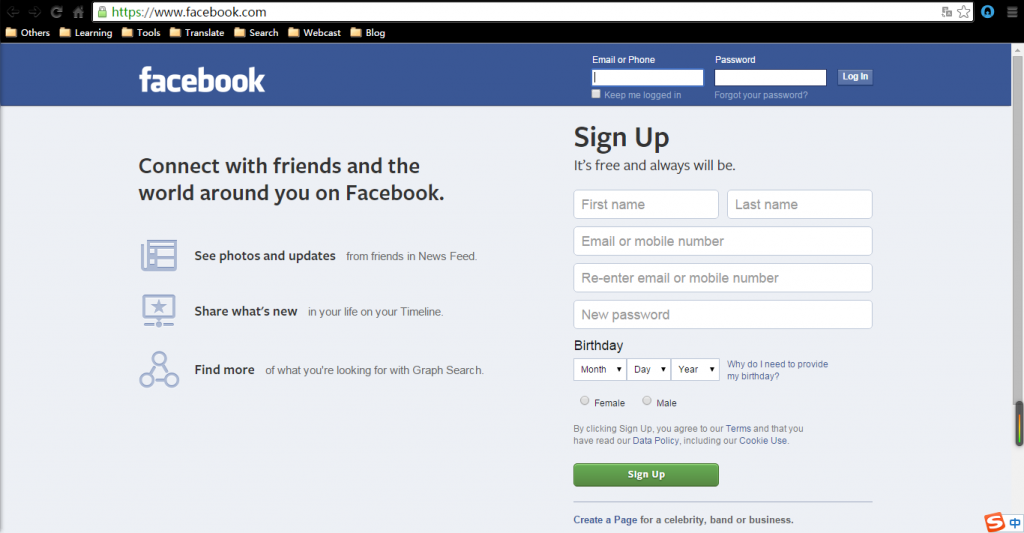 https://www.facebook.com
Others Learning Tools Translate Search Webcast Blog
facebook
Email or Phone Password
Log In
Keep me logged in Forgot your password?
Connect with friends and the
world around you on Facebook.
See photos and updates from friends in News Feed.
Share what's new in your life on your Timeline.
Find more of what you're looking for with Graph Search.
Sign Up
It's free and always will be.
First name Last name
Email or mobile number
Re-enter email or mobile number
New password
Birthday
Month Day Year
Why do I need to provide
my birthday?
Female Male
By clicking Sign Up, you agree to our Terms and that you
have read our Data Policy, including our Cookie Use.
Sign Up
Create a Page for a celebrity, band or business.
S 中